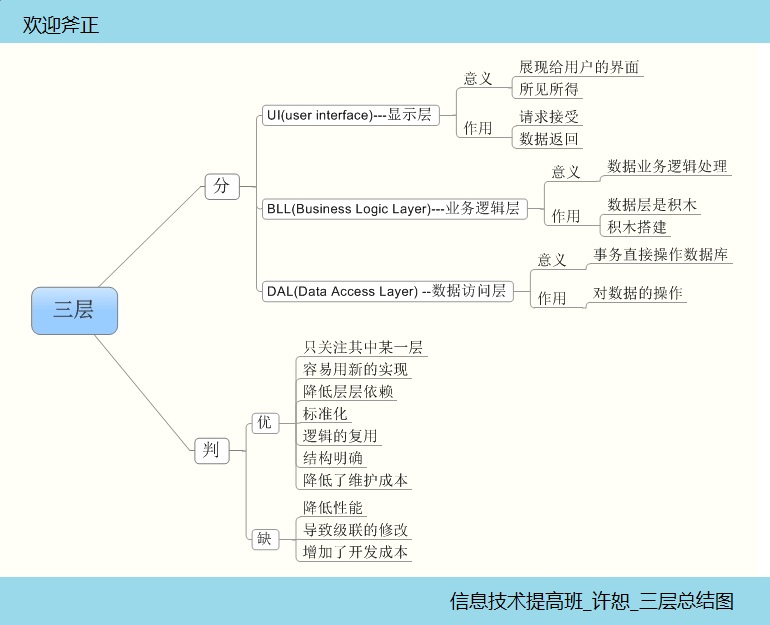 欢迎斧正
三层
分
UI(user interface)---显示层
意义
展现给用户的界面
所见所得
作用
请求接受
数据返回
BLL(Business Logic Layer)---业务逻辑层
意义
数据业务逻辑处理
作用
数据层是积木
积木搭建
DAL(Data Access Layer) --数据访问层
意义
事务直接操作数据库
作用
对数据的操作
判
优
只关注其中某一层
容易用新的实现
降低层层依赖
标准化
逻辑的复用
结构明确
降低了维护成本
缺
降低性能
导致级联的修改
增加了开发成本
信息技术提高班_许恕_三层总结图